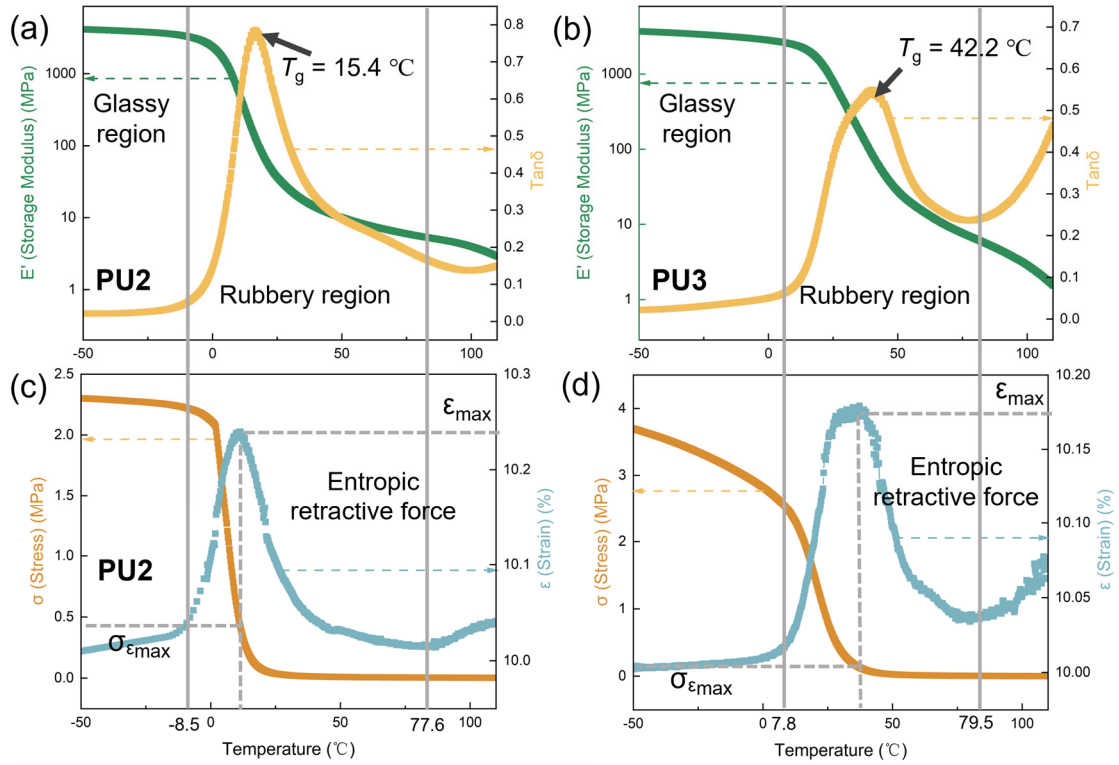 (a)
E' (Storage Modulus) (MPa)
1000
100
10
1
Glassy
region
Tg = 15.4 ℃
PU2
Rubbery region
0.8
0.7
0.6
0.5
0.4
0.3
0.2
0.1
0.0
Tanδ
-50
0
50
100
(b)
E' (Storage Modulus) (MPa)
1000
100
10
1
Glassy
region
Tg = 42.2 ℃
PU3
Rubbery region
0.7
0.6
0.5
0.4
0.3
0.2
0.1
0.0
Tanδ
-50
0
50
100
(c)
σ (Stress) (MPa)
2.5
2.0
1.5
1.0
0.5
0.0
εmax
Entropic
retractive force
PU2
σεmax
10.3
10.2
10.1
10.0
ε (Strain) (%)
-50
-8.5
0
50
77.6
100
Temperature (℃)
(d)
σ (Stress) (MPa)
4
3
2
1
0
εmax
Entropic
retractive force
σεmax
10.20
10.15
10.10
10.05
10.00
ε (Strain) (%)
-50
0
7.8
50
79.5
100
Temperature (℃)